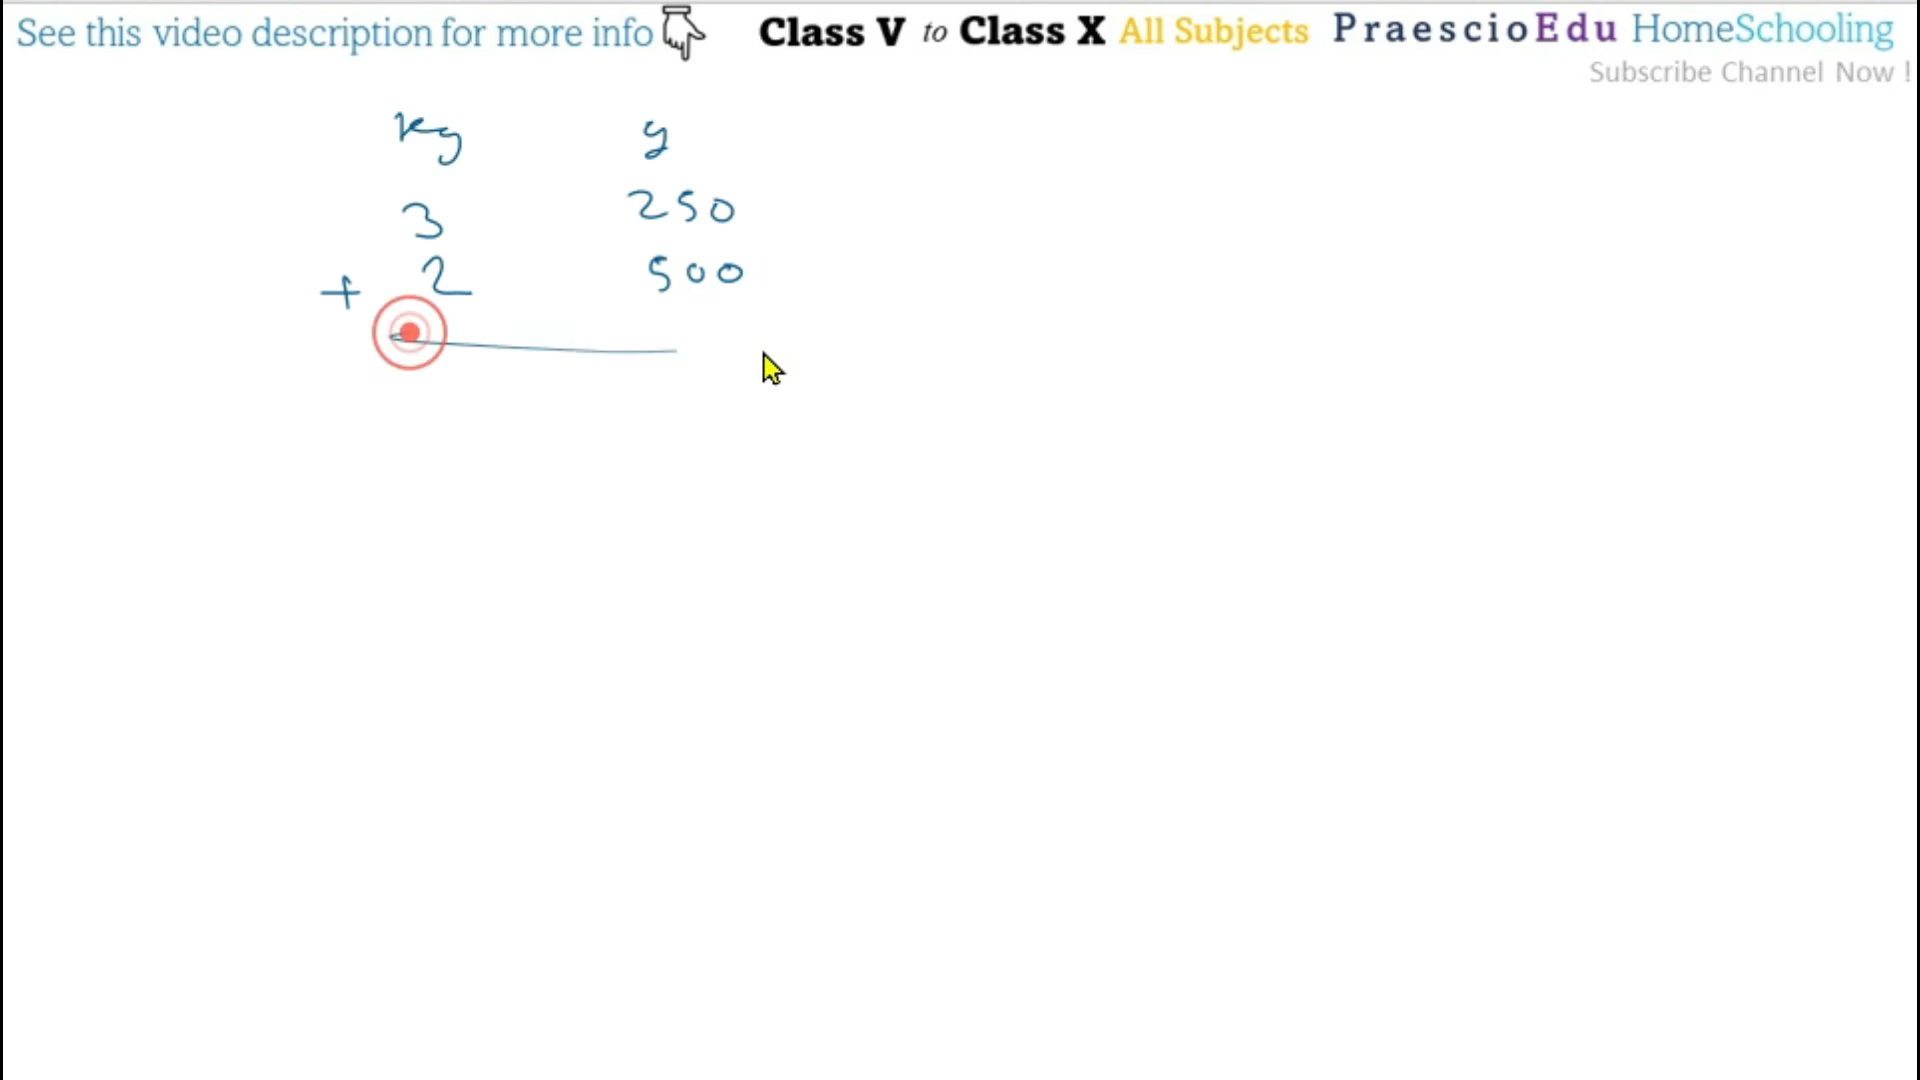 See this video description for more info Class V to Class X All Subjects PraescioEdu HomeSchooling
Subscribe Channel Now !
kg g
3 250
+ 2 500